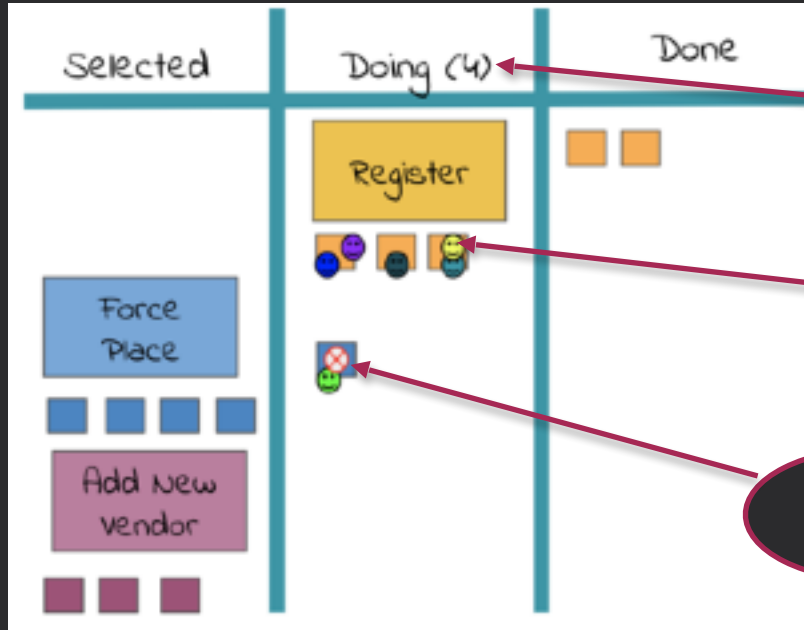 Selected
Doing (4)
Done
Register
Force
Place
Add New
Vendor